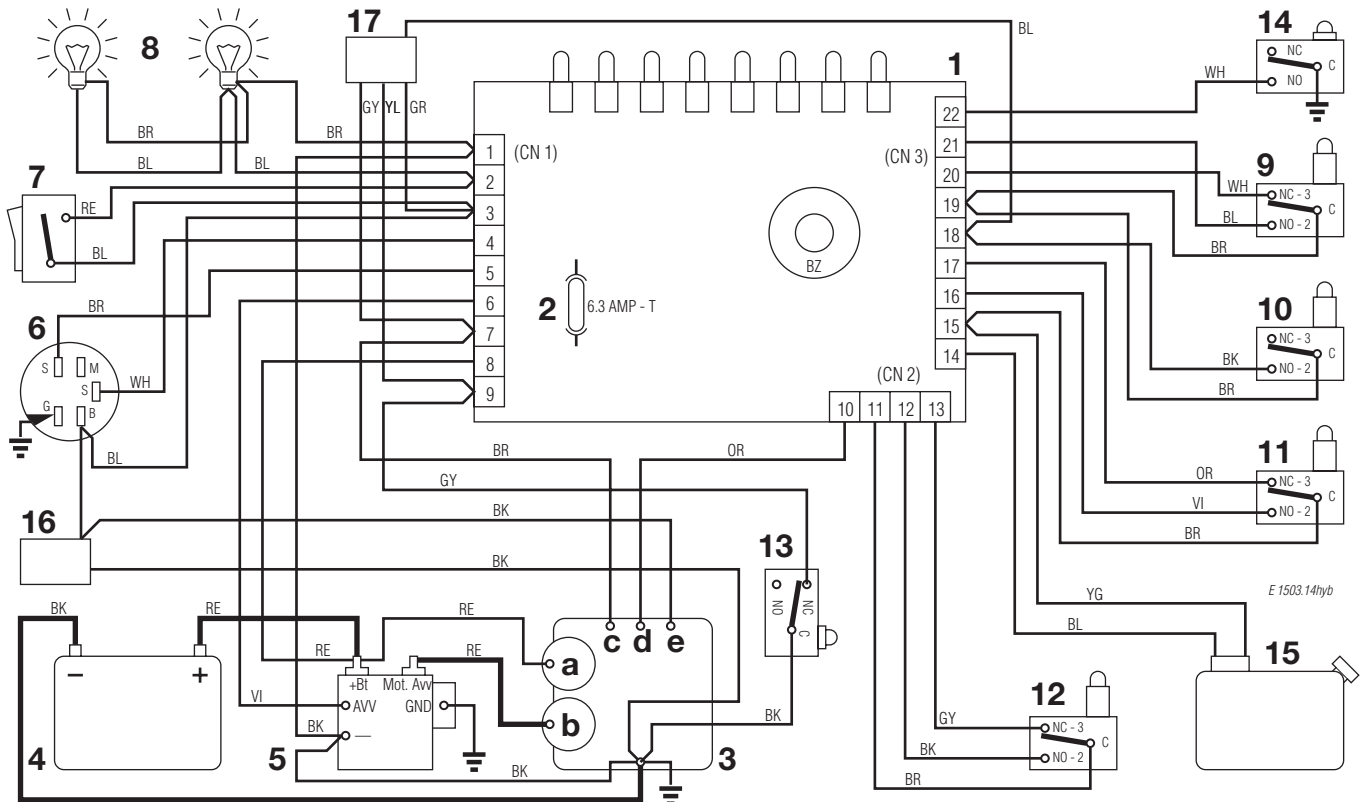 8
17
BL
1
14
NC
C
NO
WH
GY YL GR
BR
BR
BL
BL
1
(CN 1)
2
3
4
5
6
7
8
9
22
21
20
19
18
17
16
15
14
(CN 3)
BZ
2
6.3 AMP - T
(CN 2)
10 11 12 13
9
WH
NC - 3
C
BL
NO - 2
BR
10
NC - 3
C
BK
NO - 2
BR
11
OR
NC - 3
C
VI
NO - 2
BR
7
RE
BL
BR
6
S
M
S
WH
G
B
BL
BR
OR
GY
BK
16
BK
13
NO
NC
C
BK
YG
BL
E 1503.14hyb
15
BK
RE
RE
RE
RE
c d e
a
b
3
–
+
4
VI
BK
+Bt
Mot. Avv
AVV
GND
—
5
BK
12
GY
NC - 3
C
BK
NO - 2
BR